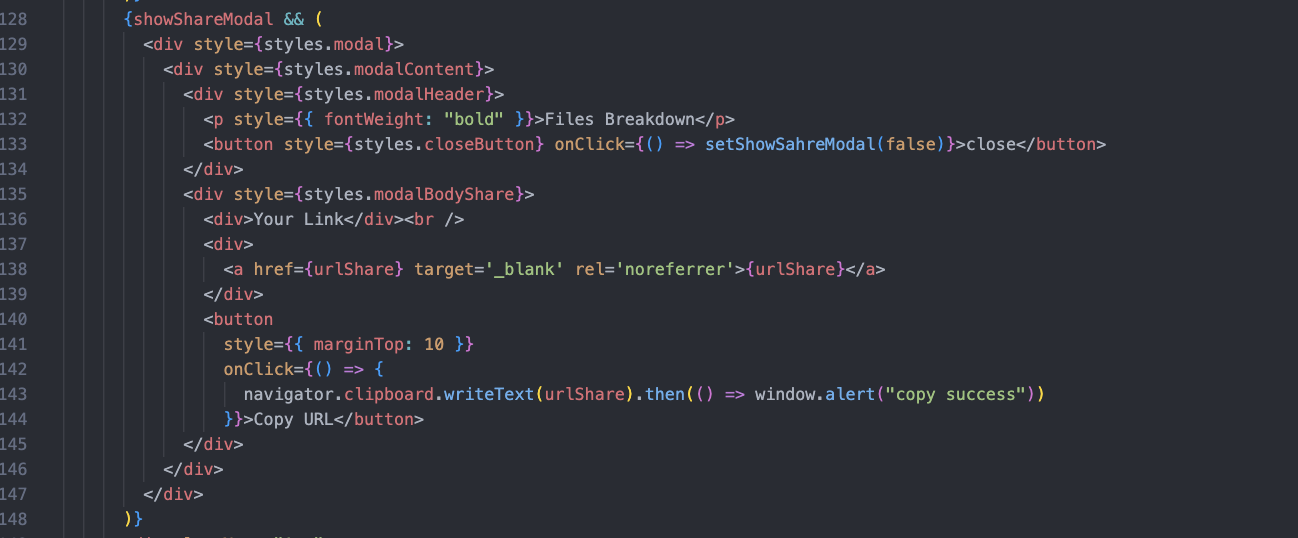 128 {showShareModal && (
129 <div style={styles.modal}>
130 <div style={styles.modalContent}>
131 <div style={styles.modalHeader}>
132 <p style={{ fontWeight: "bold" }}>Files Breakdown</p>
133 <button style={styles.closeButton} onClick={() => setShowSahreModal(false)}>close</button>
134 </div>
135 <div style={styles.modalBodyShare}>
136 <div>Your Link</div><br />
137 <div>
138 <a href={urlShare} target='_blank' rel='noreferrer'>{urlShare}</a>
139 </div>
140 <button
141 style={{ marginTop: 10 }}
142 onClick={() => {
143 navigator.clipboard.writeText(urlShare).then(() => window.alert("copy success"))
144 }}>Copy URL</button>
145 </div>
146 </div>
147 </div>
148 )}